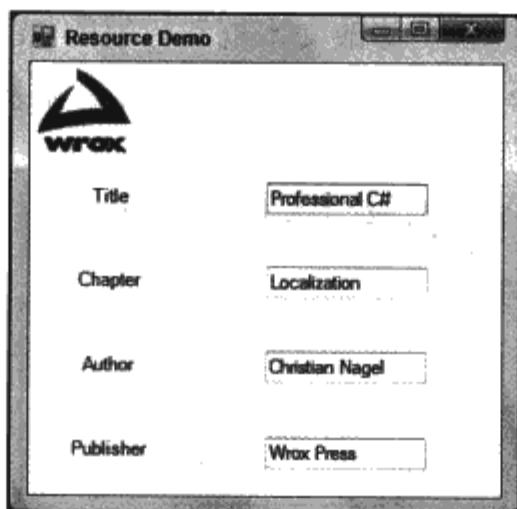 Resource Demo
wrox
Title Professional C#
Chapter Localization
Author Christian Nagel
Publisher Wrox Press